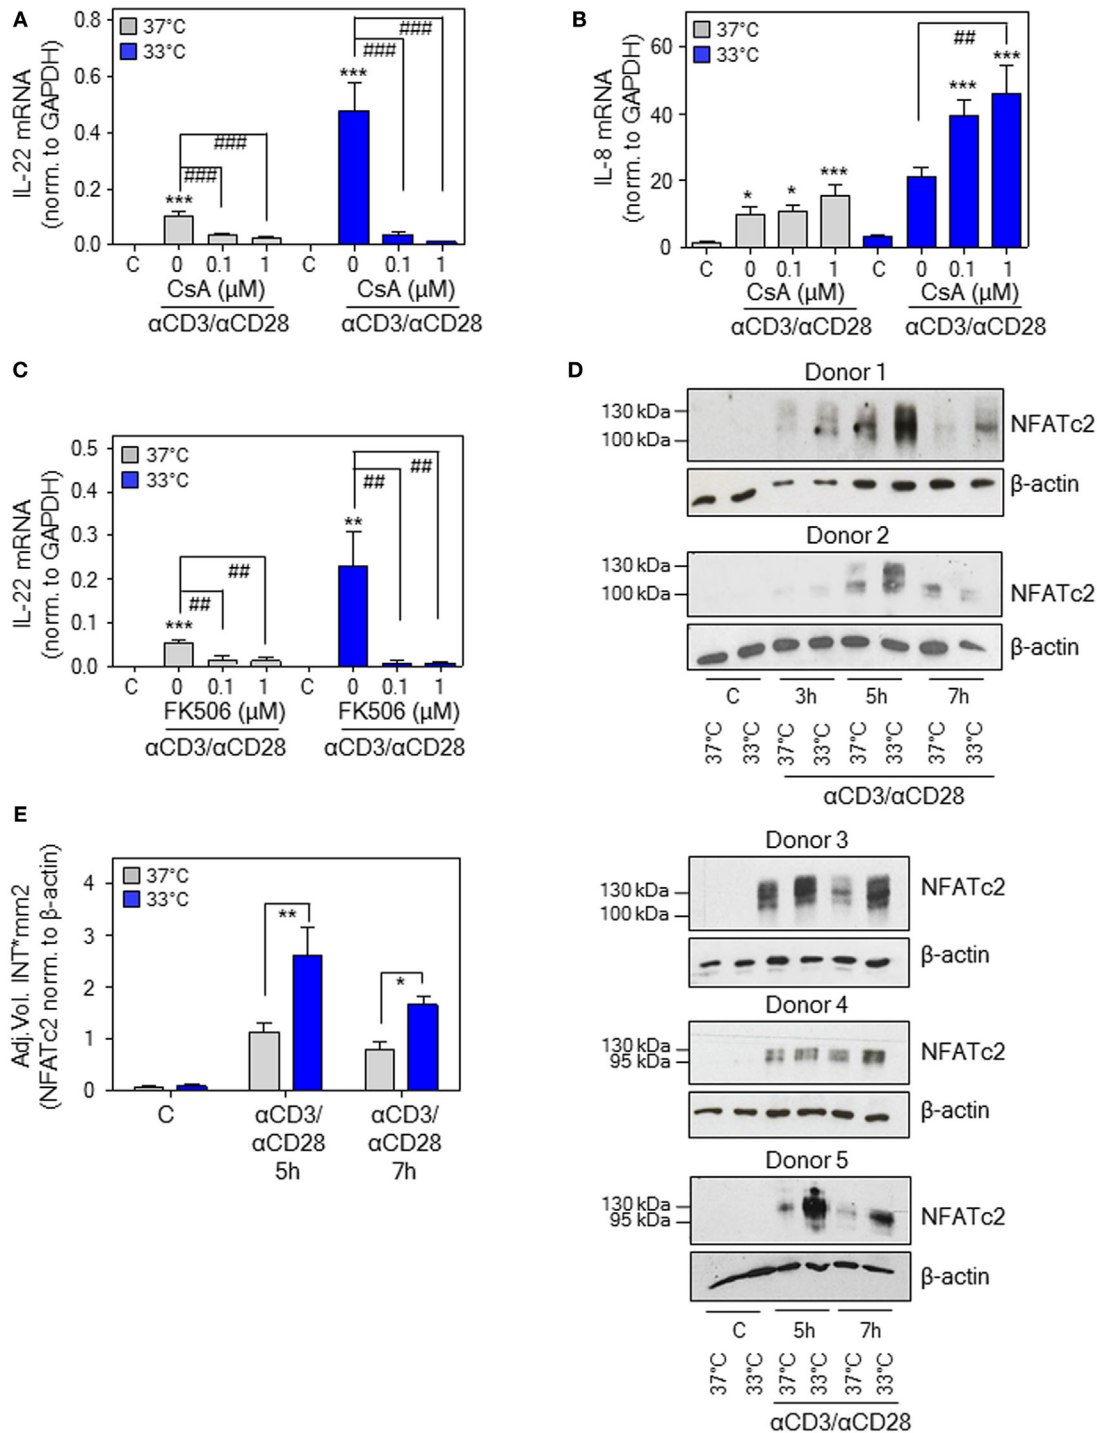 A
IL-22 mRNA
(norm. to GAPDH)
0.8
0.6
0.4
0.2
0.0
37°C
33°C
***
###
###
***
###
###
C 0 0.1 1 C 0 0.1 1
CsA (µM) CsA (µM)
αCD3/αCD28 αCD3/αCD28
B
IL-8 mRNA
(norm. to GAPDH)
60
40
20
0
37°C
33°C
* * *** *** ***
##
C 0 0.1 1 C 0 0.1 1
CsA (µM) CsA (µM)
αCD3/αCD28 αCD3/αCD28
C
IL-22 mRNA
(norm. to GAPDH)
0.5
0.4
0.3
0.2
0.1
0.0
37°C
33°C
***
##
##
**
##
##
C 0 0.1 1 C 0 0.1 1
FK506 (µM) FK506 (µM)
αCD3/αCD28 αCD3/αCD28
D
Donor 1
130 kDa
100 kDa
NFATc2
β-actin
Donor 2
130 kDa
100 kDa
NFATc2
β-actin
C 3h 5h 7h
37°C 33°C 37°C 33°C 37°C 33°C 37°C 33°C
αCD3/αCD28
Donor 3
130 kDa
100 kDa
NFATc2
β-actin
Donor 4
130 kDa
95 kDa
NFATc2
β-actin
Donor 5
130 kDa
95 kDa
NFATc2
β-actin
C 5h 7h
37°C 33°C 37°C 33°C 37°C 33°C
αCD3/αCD28
E
Adj. Vol. INT*mm2
(NFATc2 norm. to β-actin)
4
3
2
1
0
37°C
33°C
**
*
C αCD3/ αCD3/
αCD28 αCD28
5h 7h